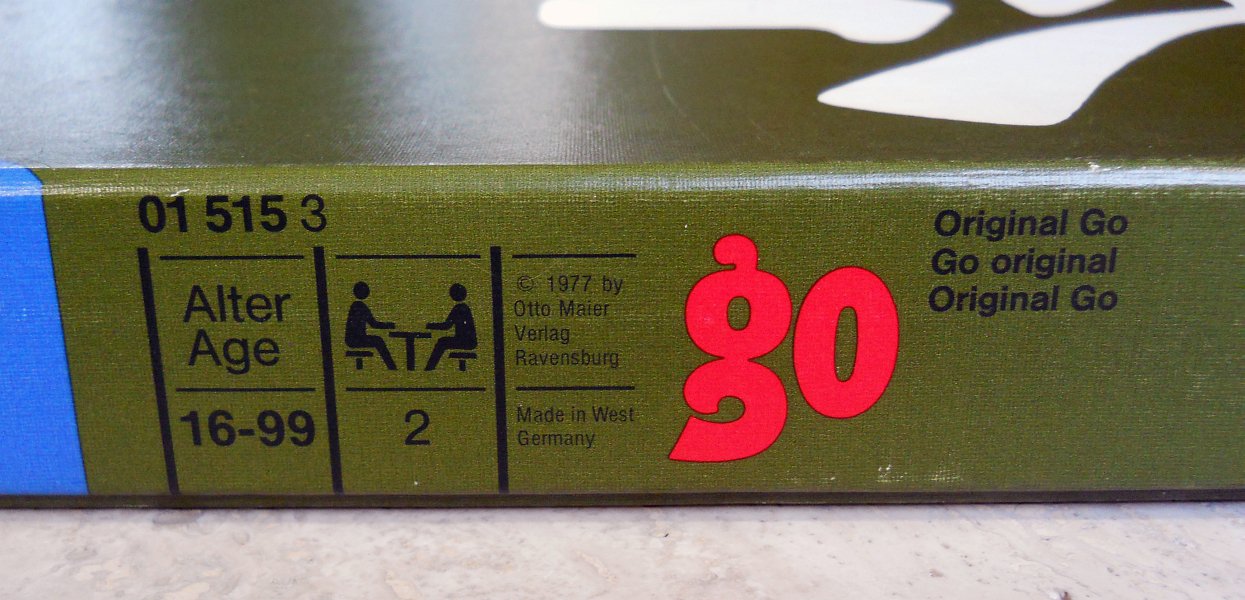 01 515 3
Alter
Age
16-99
2
© 1977 by
Otto Maier
Verlag
Ravensburg
Made in West
Germany
go
Original Go
Go original
Original Go